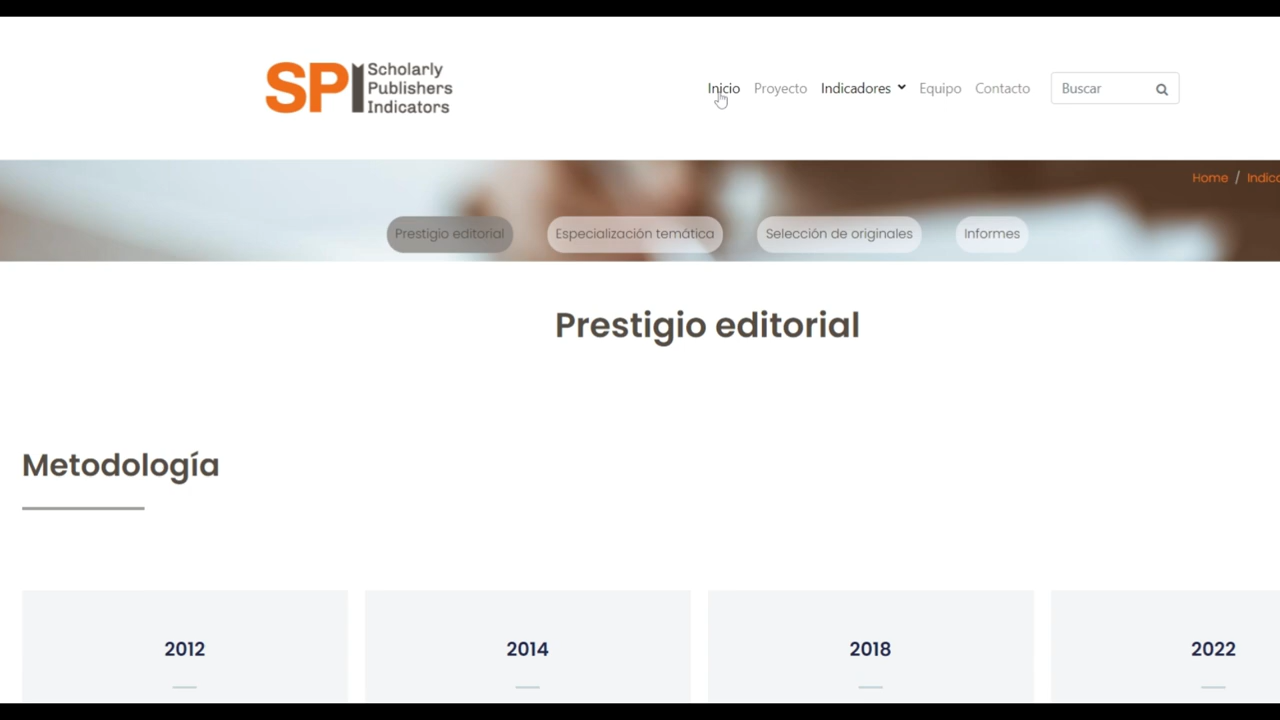 SPI
Scholarly
Publishers
Indicators
Inicio Proyecto Indicadores Equipo Contacto Buscar
Home /
Prestigio editorial Especialización temática Selección de originales Informes
Prestigio editorial
Metodología
2012 2014 2018 2022